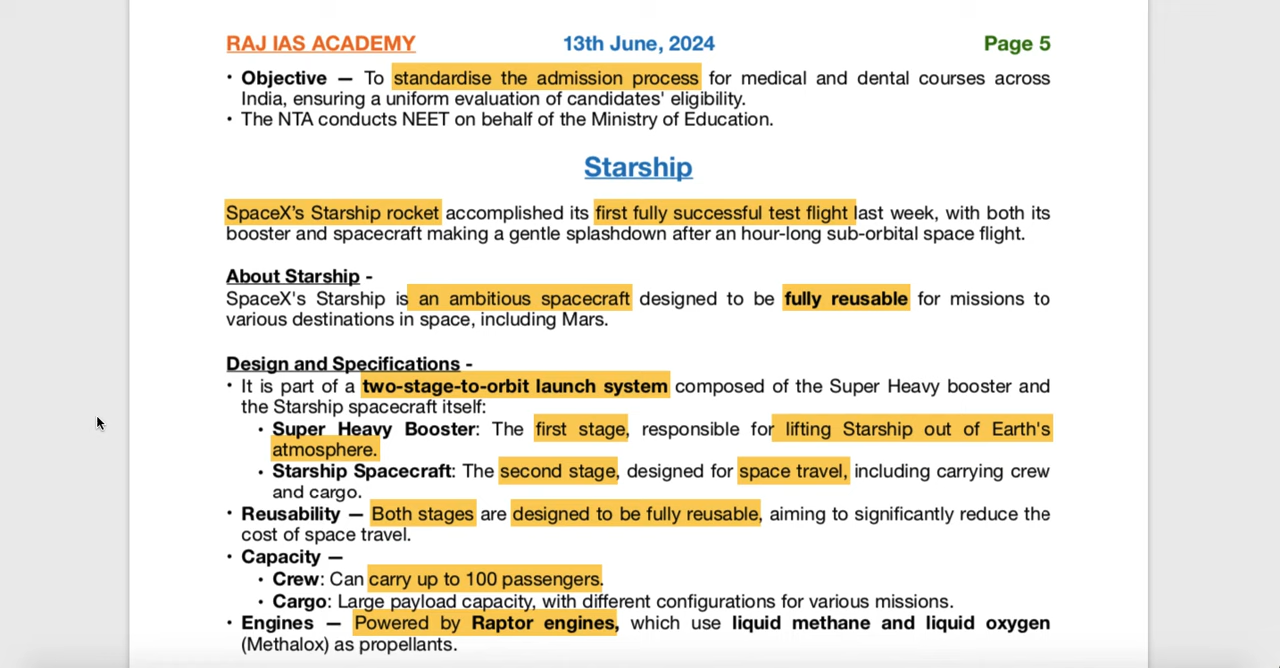 RAJ IAS ACADEMY 13th June, 2024 Page 5
• Objective — To standardise the admission process for medical and dental courses across
India, ensuring a uniform evaluation of candidates' eligibility.
• The NTA conducts NEET on behalf of the Ministry of Education.
Starship
SpaceX's Starship rocket accomplished its first fully successful test flight last week, with both its
booster and spacecraft making a gentle splashdown after an hour-long sub-orbital space flight.
About Starship -
SpaceX's Starship is an ambitious spacecraft designed to be fully reusable for missions to
various destinations in space, including Mars.
Design and Specifications -
• It is part of a two-stage-to-orbit launch system composed of the Super Heavy booster and
the Starship spacecraft itself:
• Super Heavy Booster: The first stage, responsible for lifting Starship out of Earth's
atmosphere.
• Starship Spacecraft: The second stage, designed for space travel, including carrying crew
and cargo.
• Reusability — Both stages are designed to be fully reusable, aiming to significantly reduce the
cost of space travel.
• Capacity —
• Crew: Can carry up to 100 passengers.
• Cargo: Large payload capacity, with different configurations for various missions.
• Engines — Powered by Raptor engines, which use liquid methane and liquid oxygen
(Methalox) as propellants.